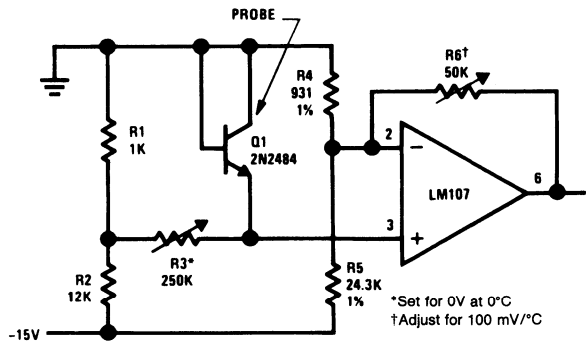 PROBE
R1
1K
Q1
2N2484
R4
931
1%
R6†
50K
2
6
LM107
3
R3*
250K
R2
12K
R5
24.3K
1%
*Set for 0V at 0°C
†Adjust for 100 mV/°C
–15V